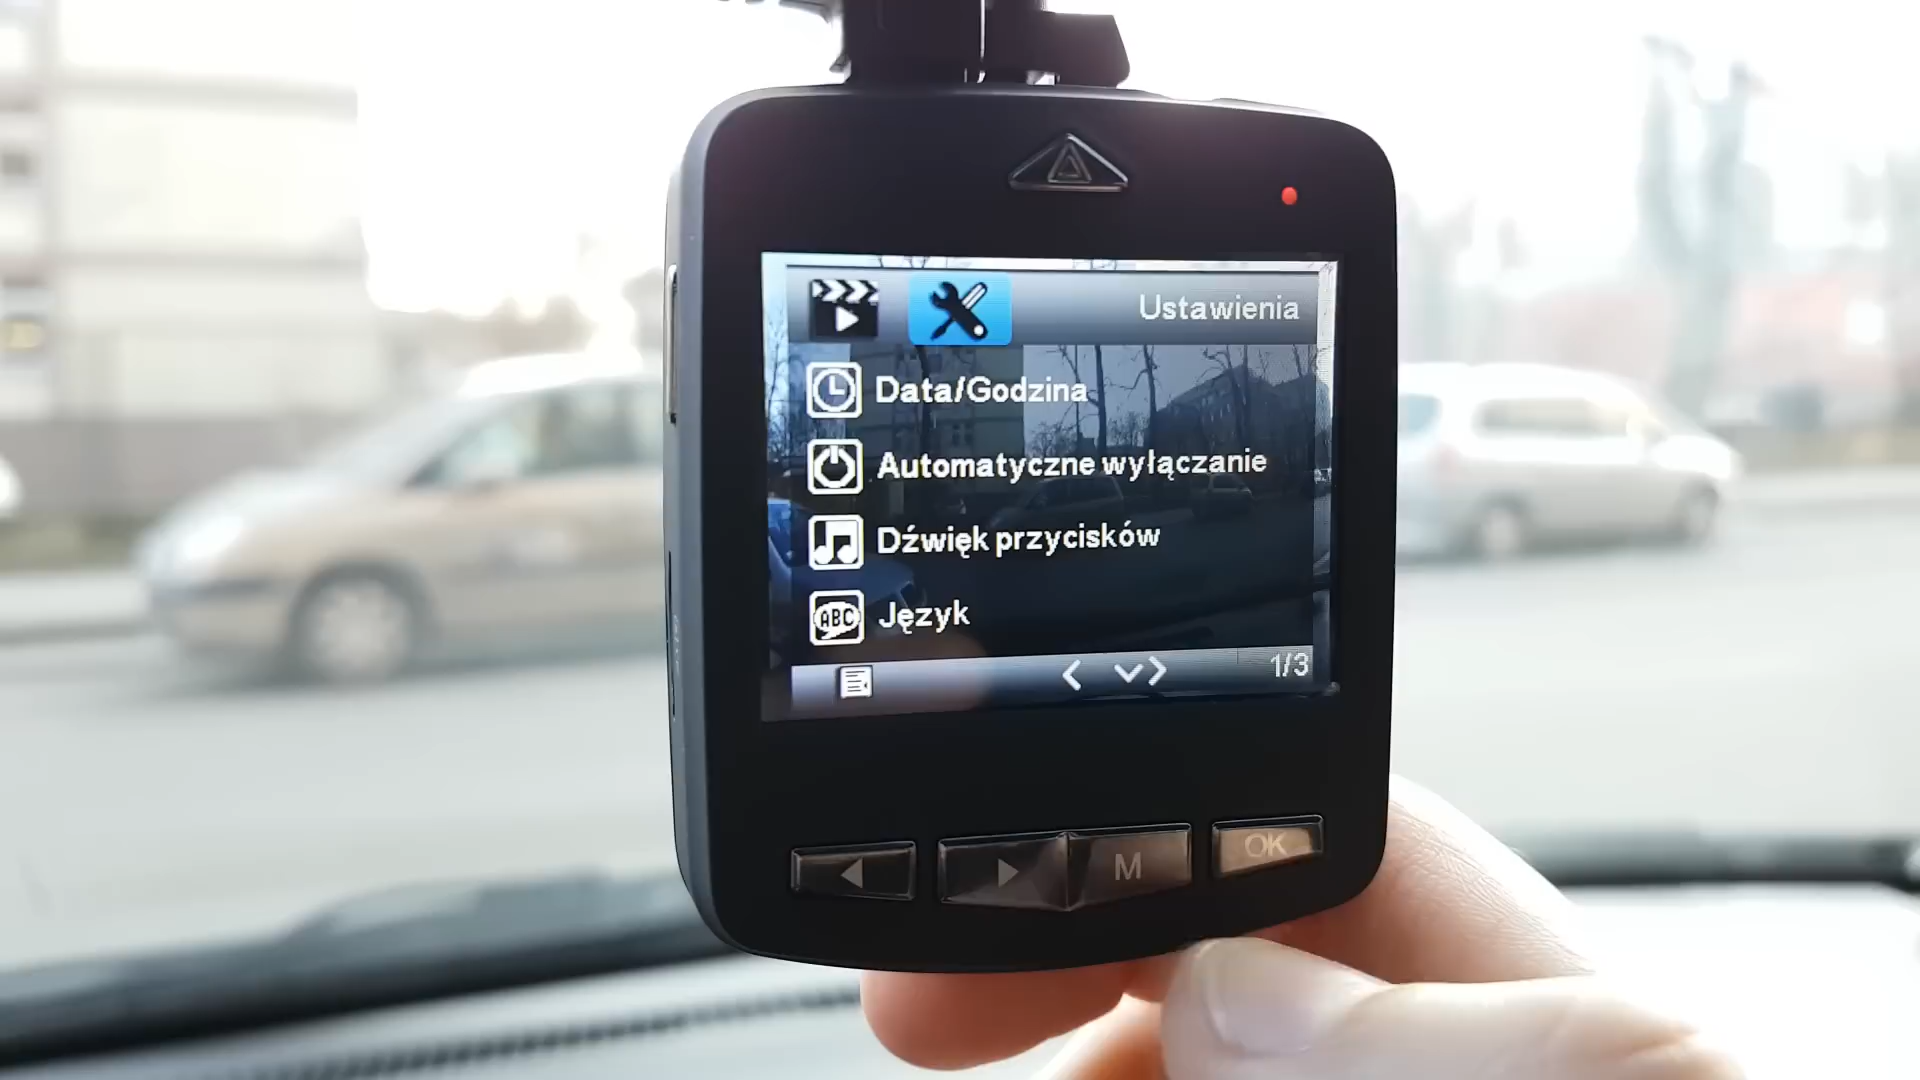 Ustawienia
Data/Godzina
Automatyczne wyłączanie
Dźwięk przycisków
ABC Język
1/3
M OK